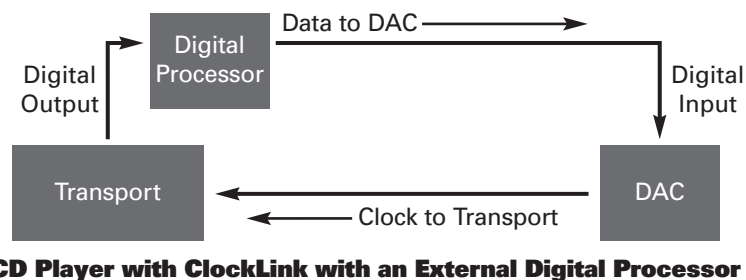 Digital
Processor
Data to DAC
Digital
Output
Digital
Input
Transport
DAC
Clock to Transport
CD Player with ClockLink with an External Digital Processor